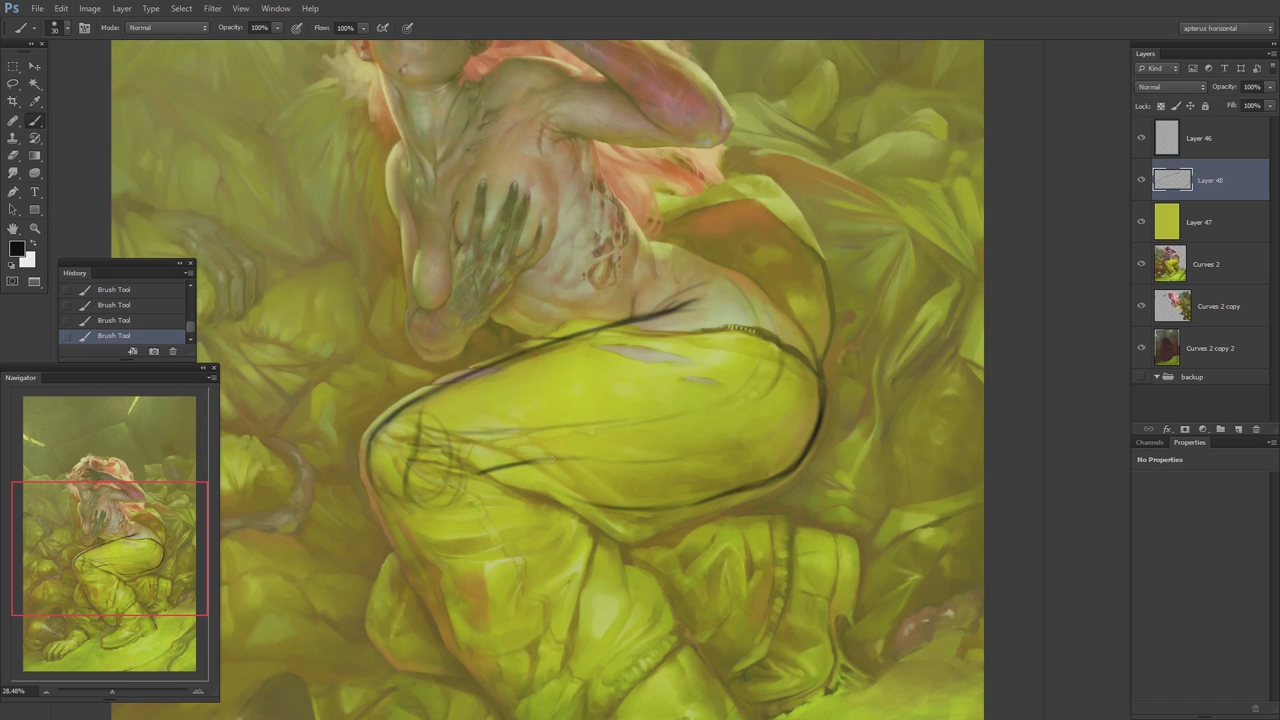 Ps File Edit Image Layer Type Select Filter View Window Help
30 Mode: Normal Opacity: 100% Flow: 100% apterus horizontal
Layers
Kind
Normal Opacity: 100%
Lock: Fill: 100%
Layer 46
Layer 48
Layer 47
Curves 2
Curves 2 copy
Curves 2 copy 2
backup
Channels Properties
No Properties
History
Brush Tool
Brush Tool
Brush Tool
Brush Tool
Navigator
28.48%